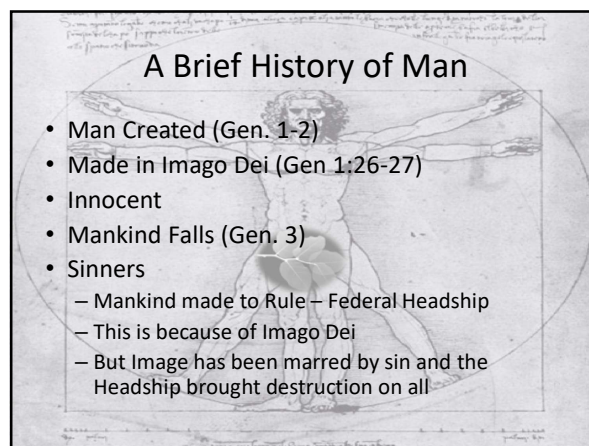 A Brief History of Man
• Man Created (Gen. 1-2)
• Made in Imago Dei (Gen 1:26-27)
• Innocent
• Mankind Falls (Gen. 3)
• Sinners
– Mankind made to Rule – Federal Headship
– This is because of Imago Dei
– But Image has been marred by sin and the
Headship brought destruction on all